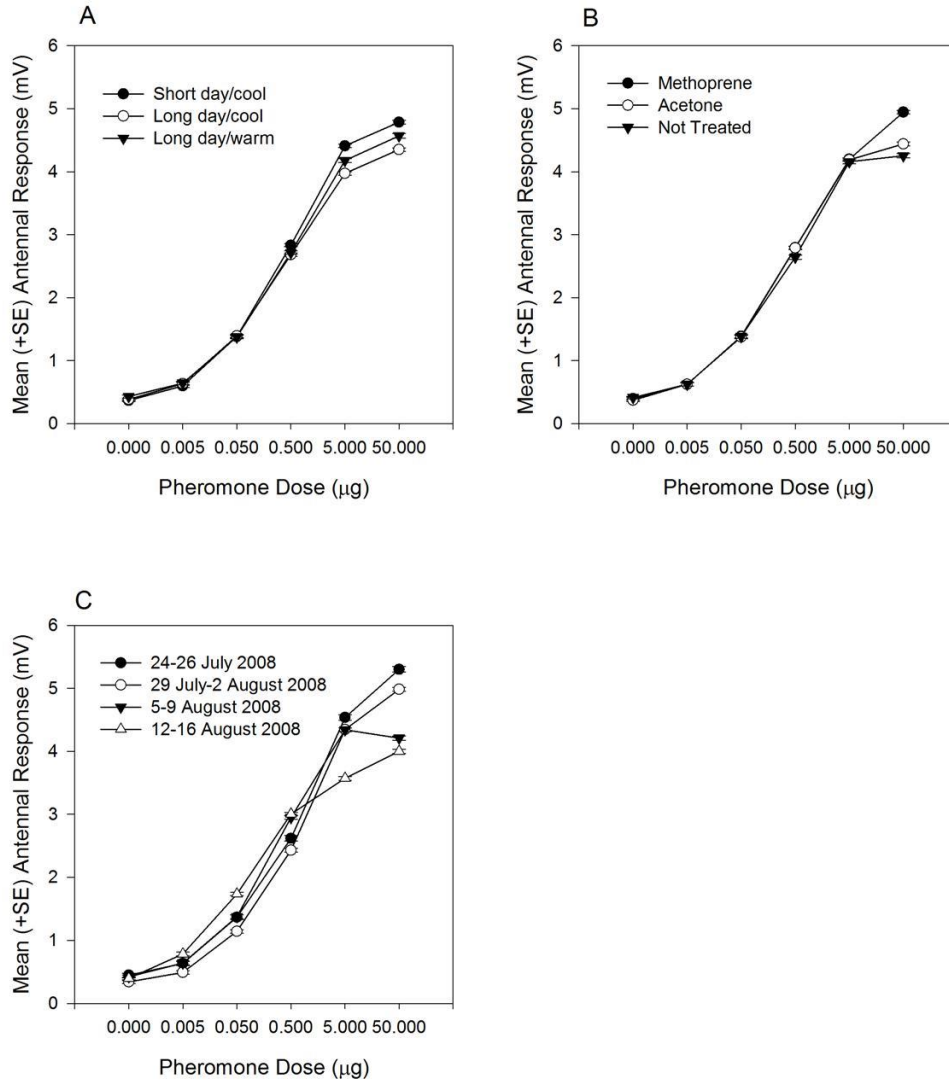 A
Mean (+SE) Antennal Response (mV)
6
5
4
3
2
1
0
Short day/cool
Long day/cool
Long day/warm
0.000 0.005 0.050 0.500 5.000 50.000
Pheromone Dose (μg)
B
Mean (+SE) Antennal Response (mV)
6
5
4
3
2
1
0
Methoprene
Acetone
Not Treated
0.000 0.005 0.050 0.500 5.000 50.000
Pheromone Dose (μg)
C
Mean (+SE) Antennal Response (mV)
6
5
4
3
2
1
0
24-26 July 2008
29 July-2 August 2008
5-9 August 2008
12-16 August 2008
0.000 0.005 0.050 0.500 5.000 50.000
Pheromone Dose (μg)